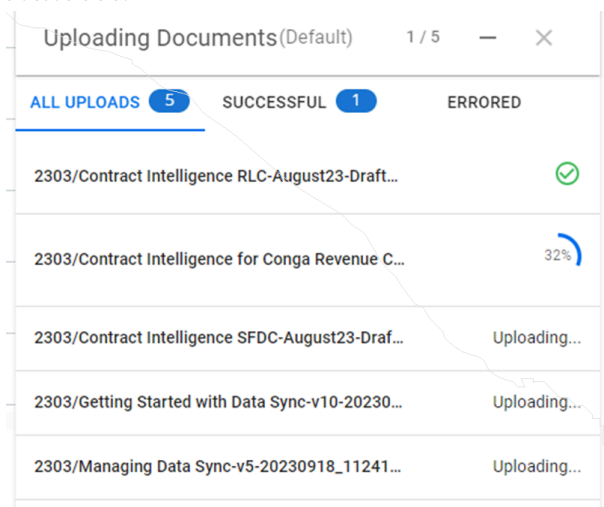 Uploading Documents(Default) 1 / 5
ALL UPLOADS 5 SUCCESSFUL 1 ERRORED
2303/Contract Intelligence RLC-August23-Draft...
2303/Contract Intelligence for Conga Revenue C... 32%
2303/Contract Intelligence SFDC-August23-Draf... Uploading...
2303/Getting Started with Data Sync-v10-20230... Uploading...
2303/Managing Data Sync-v5-20230918_11241... Uploading...